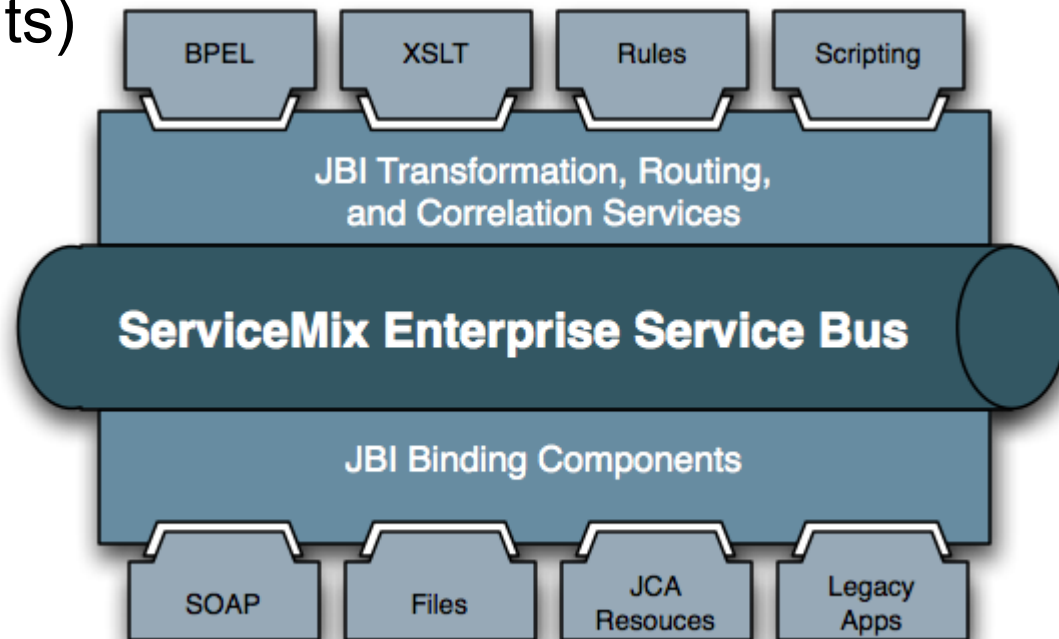 ts)
BPEL
XSLT
Rules
Scripting
JBI Transformation, Routing,
and Correlation Services
ServiceMix Enterprise Service Bus
JBI Binding Components
SOAP
Files
JCA
Resouces
Legacy
Apps